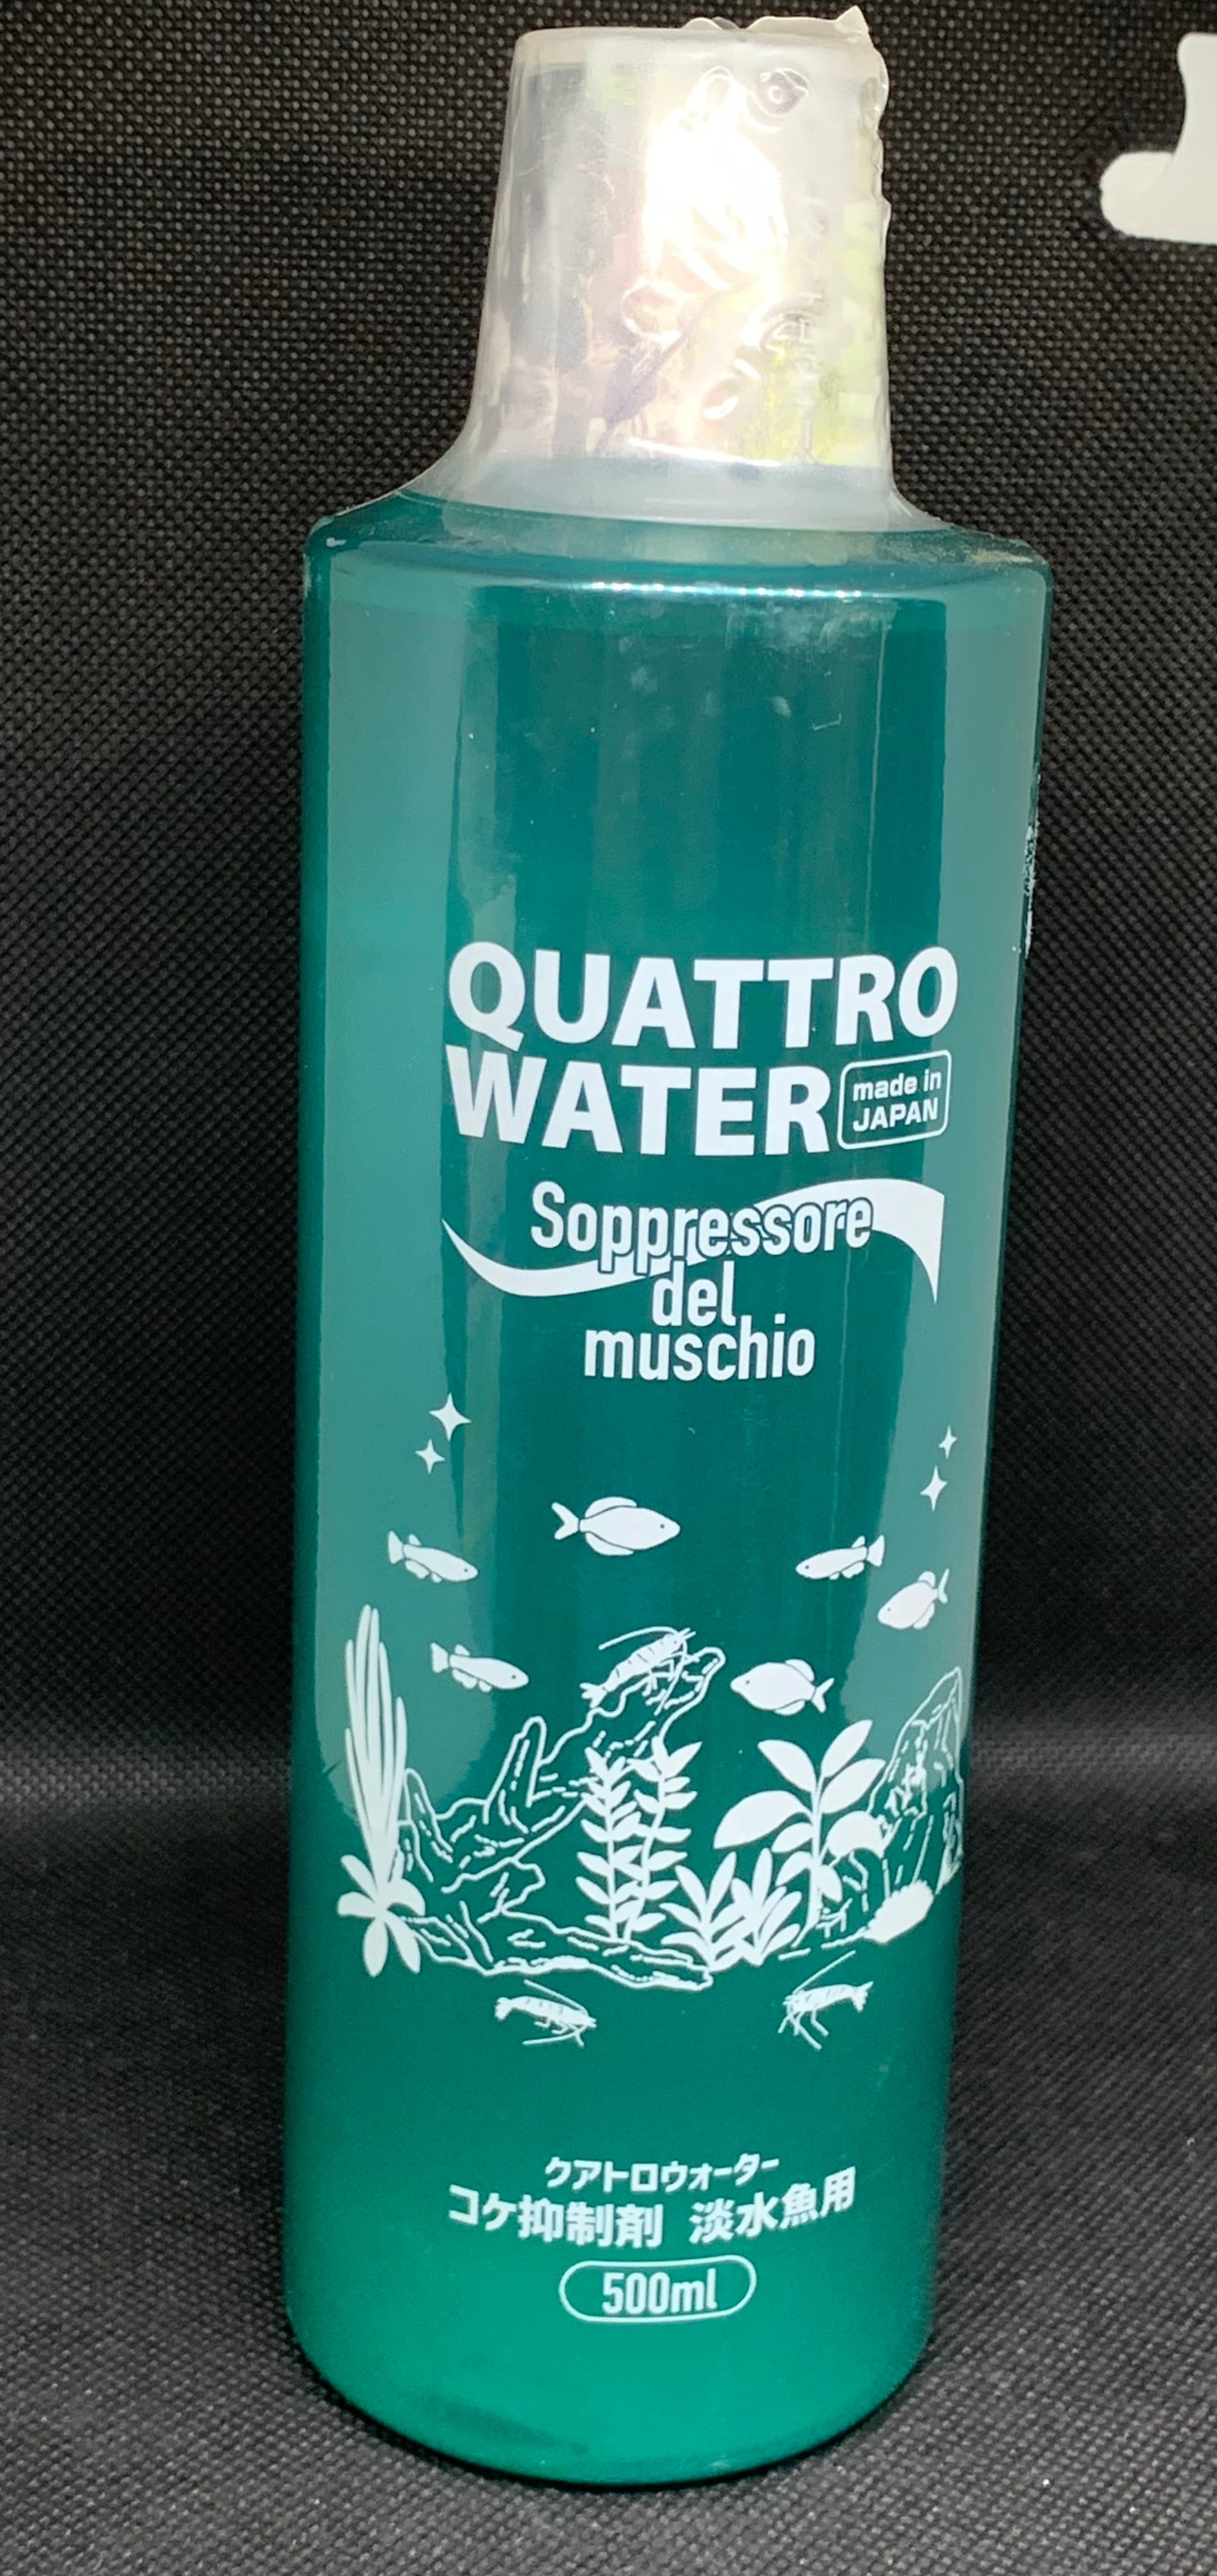 QUATTRO
WATER
made in
JAPAN
Soppressore
del
muschio
クアトロウォーター
コケ抑制剤 淡水魚用
500ml